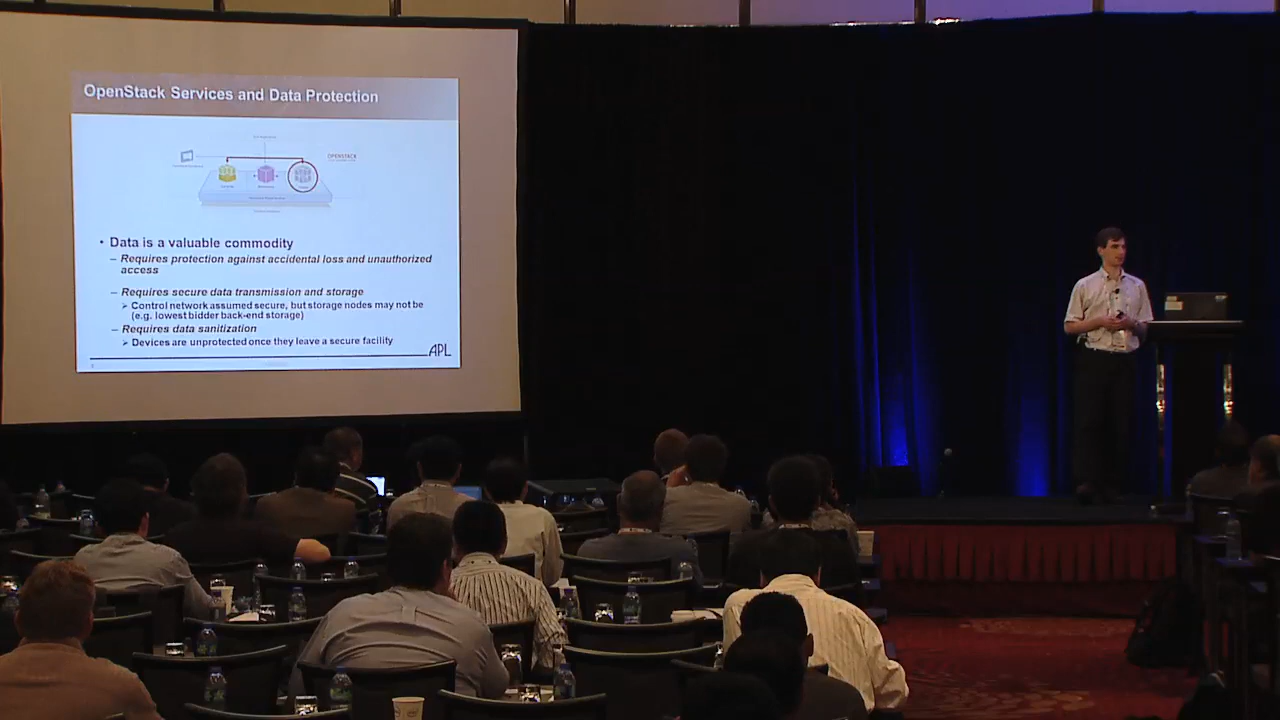 OpenStack Services and Data Protection
OPENSTACK
• Data is a valuable commodity
– Requires protection against accidental loss and unauthorized
access
– Requires secure data transmission and storage
➢ Control network assumed secure, but storage nodes may not be
(e.g. lowest bidder back-end storage)
– Requires data sanitization
➢ Devices are unprotected once they leave a secure facility
APL